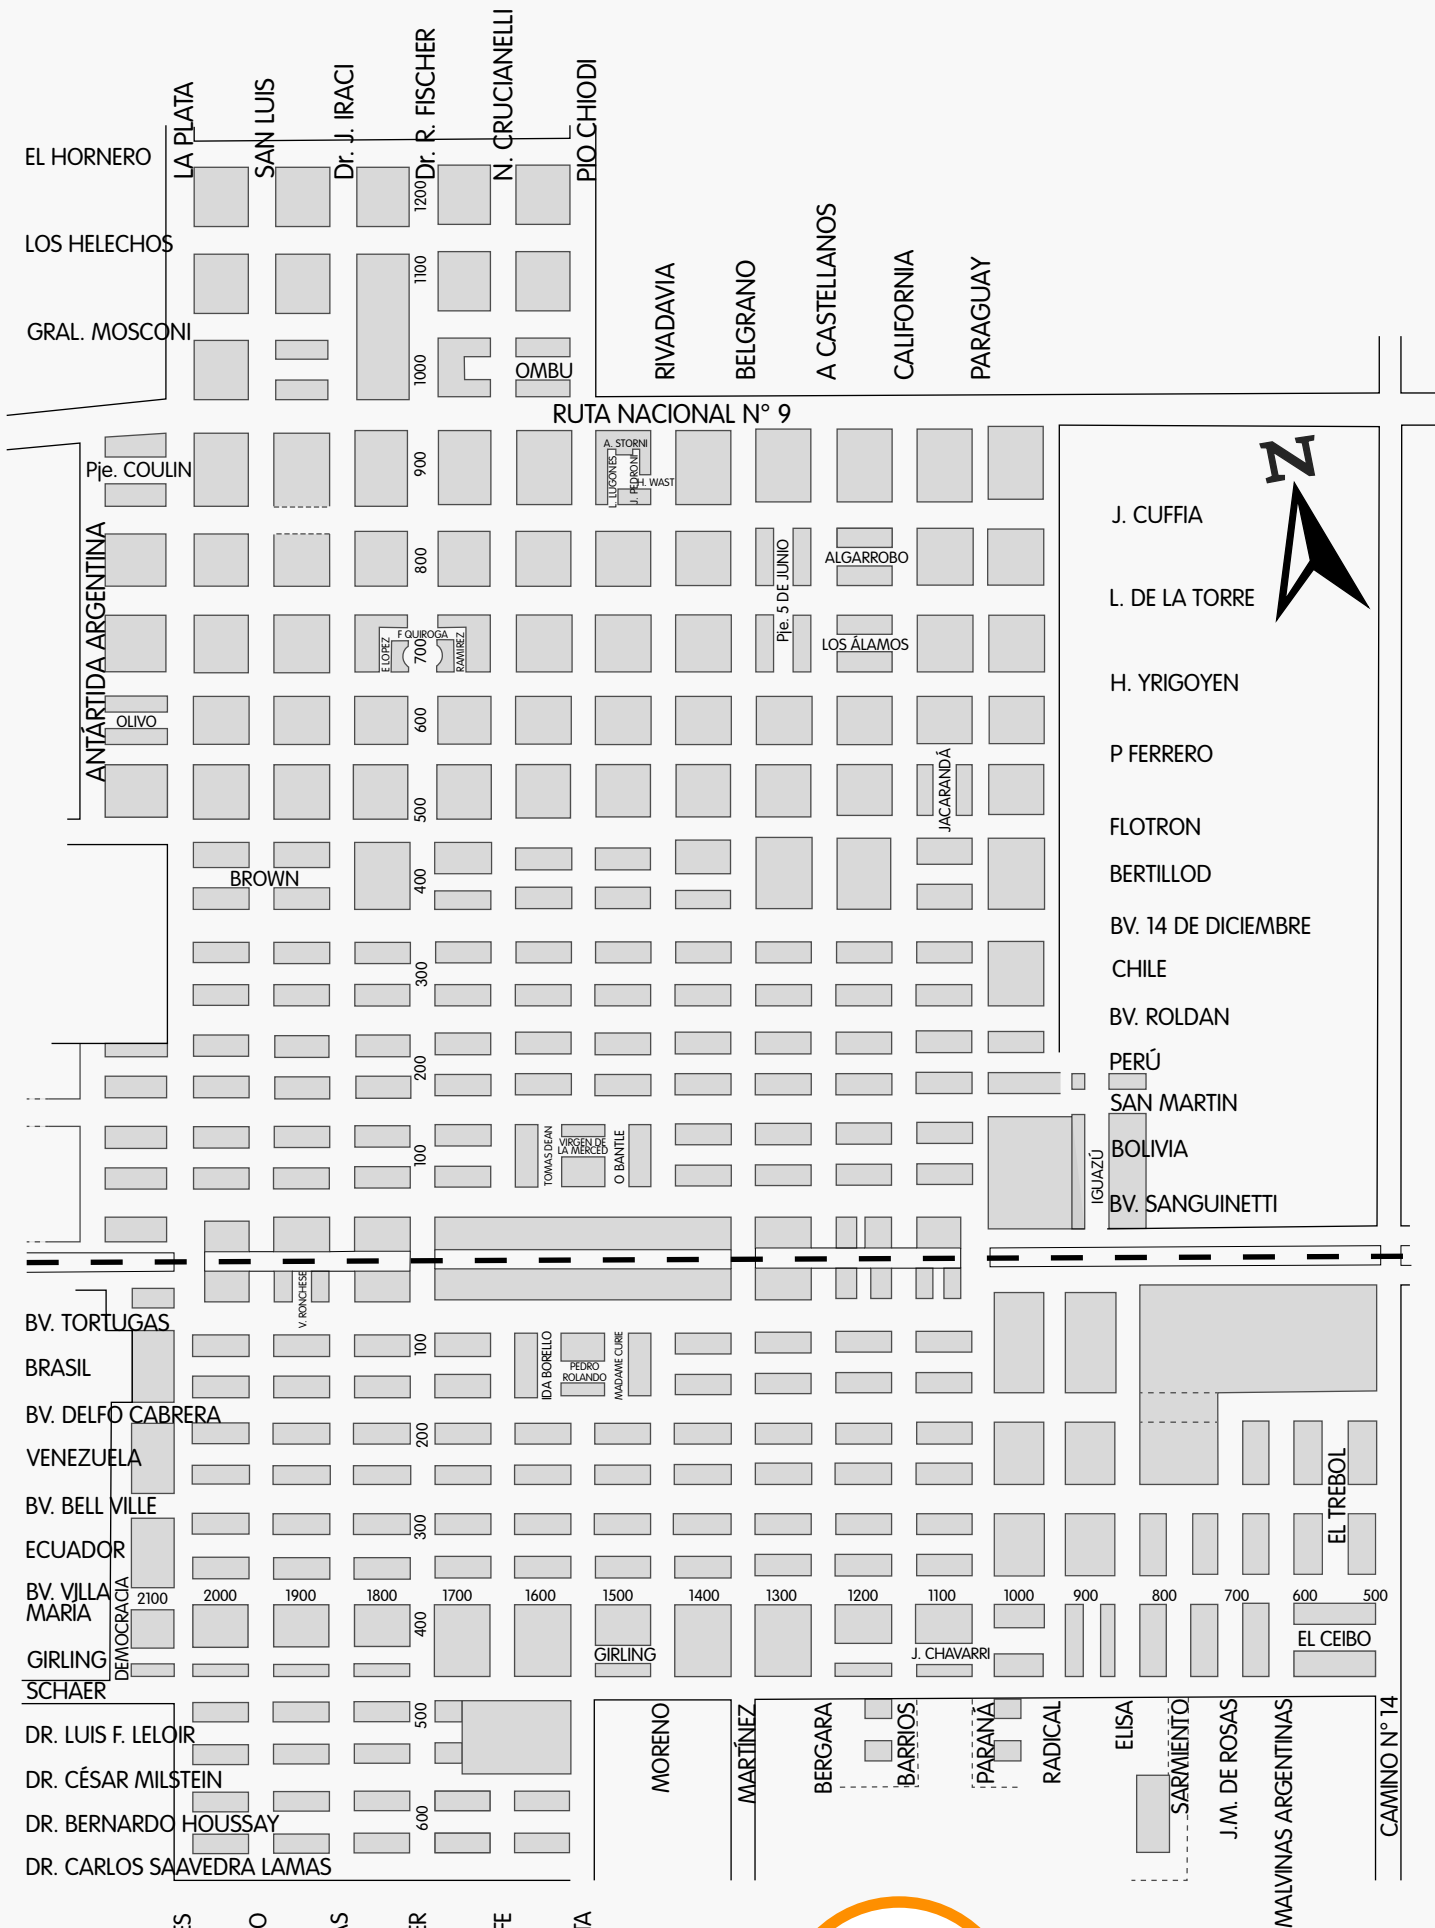 LA PLATA
SAN LUIS
Dr. J. IRACI
Dr. R. FISCHER
N. CRUCIANELLI
PIO CHIODI
EL HORNERO
1200
LOS HELECHOS
1100
RIVADAVIA
BELGRANO
A CASTELLANOS
CALIFORNIA
PARAGUAY
GRAL. MOSCONI
1000
OMBU
RUTA NACIONAL N° 9
N
Pje. COULIN
900
A. STORNI
L. LUGONES
J. PEDRONI
H. WAST
J. CUFFIA
ANTÁRTIDA ARGENTINA
800
Pje. 5 DE JUNIO
ALGARROBO
L. DE LA TORRE
F QUIROGA
E LOPEZ
700
RAMIREZ
LOS ÁLAMOS
H. YRIGOYEN
OLIVO
600
P FERRERO
JACARANDÁ
500
FLOTRON
BROWN
400
BERTILLOD
BV. 14 DE DICIEMBRE
300
CHILE
BV. ROLDAN
200
PERÚ
SAN MARTIN
100
TOMAS DEAN
VIRGEN DE
LA MERCED
O BANTLE
BOLIVIA
IGUAZÚ
BV. SANGUINETTI
V. RONCHESE
BV. TORTUGAS
100
IDA BORELLO
PEDRO
ROLANDO
MADAME CURIE
BRASIL
BV. DELFO CABRERA
200
VENEZUELA
EL TREBOL
BV. BELL VILLE
300
ECUADOR
BV. VILLA
MARÍA
DEMOCRACIA
2100
2000
1900
1800
1700
1600
1500
1400
1300
1200
1100
1000
900
800
700
600
500
400
GIRLING
GIRLING
J. CHAVARRI
EL CEIBO
SCHAER
500
DR. LUIS F. LELOIR
MORENO
MARTÍNEZ
BERGARA
BARRIOS
PARANÁ
RADICAL
ELISA
SARMIENTO
J.M. DE ROSAS
MALVINAS ARGENTINAS
CAMINO N° 14
DR. CÉSAR MILSTEIN
600
DR. BERNARDO HOUSSAY
DR. CARLOS SAAVEDRA LAMAS